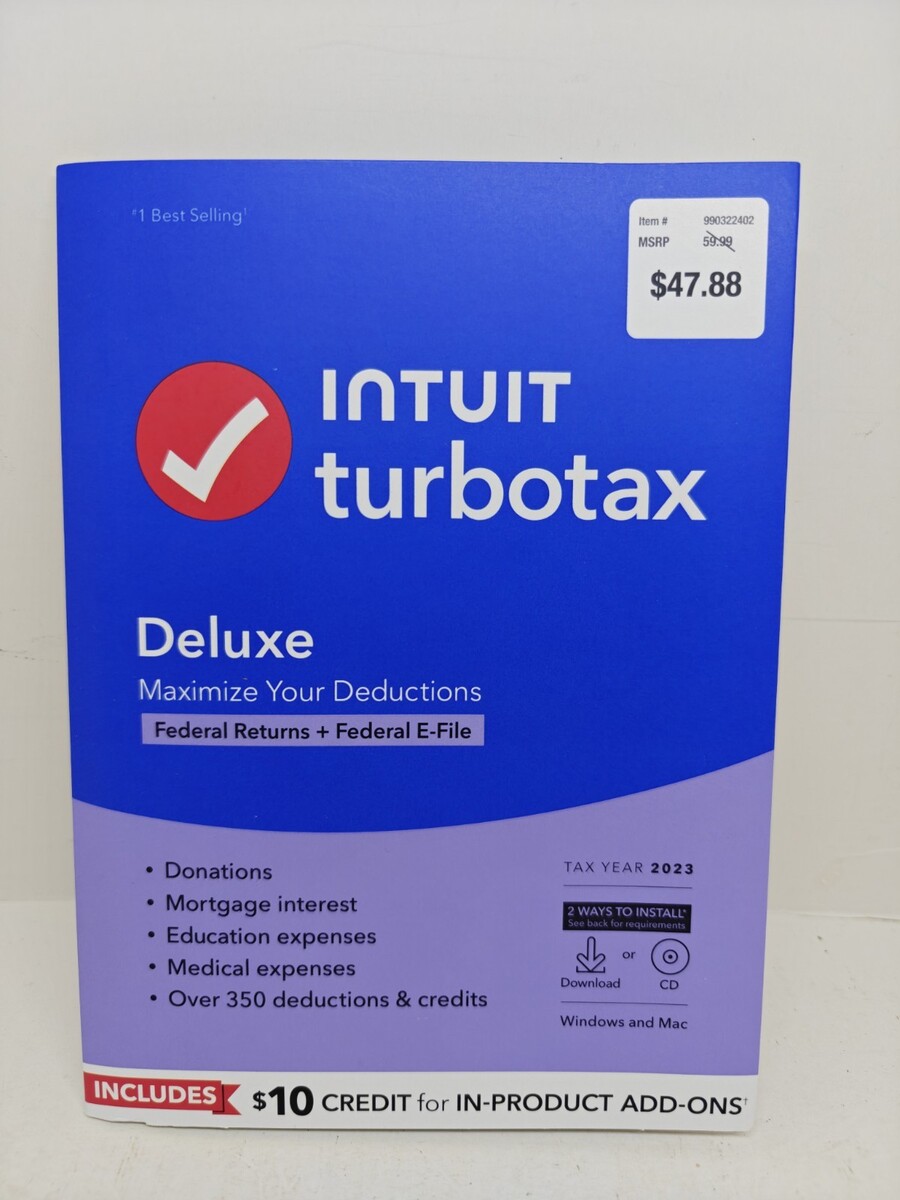 #1 Best Selling¹
Item # 990322402
MSRP 59.99
$47.88
INTUIT
turbotax
Deluxe
Maximize Your Deductions
Federal Returns + Federal E-File
• Donations
• Mortgage interest
• Education expenses
• Medical expenses
• Over 350 deductions & credits
TAX YEAR 2023
2 WAYS TO INSTALL*
See back for requirements
Download or CD
Windows and Mac
INCLUDES $10 CREDIT for IN-PRODUCT ADD-ONS†